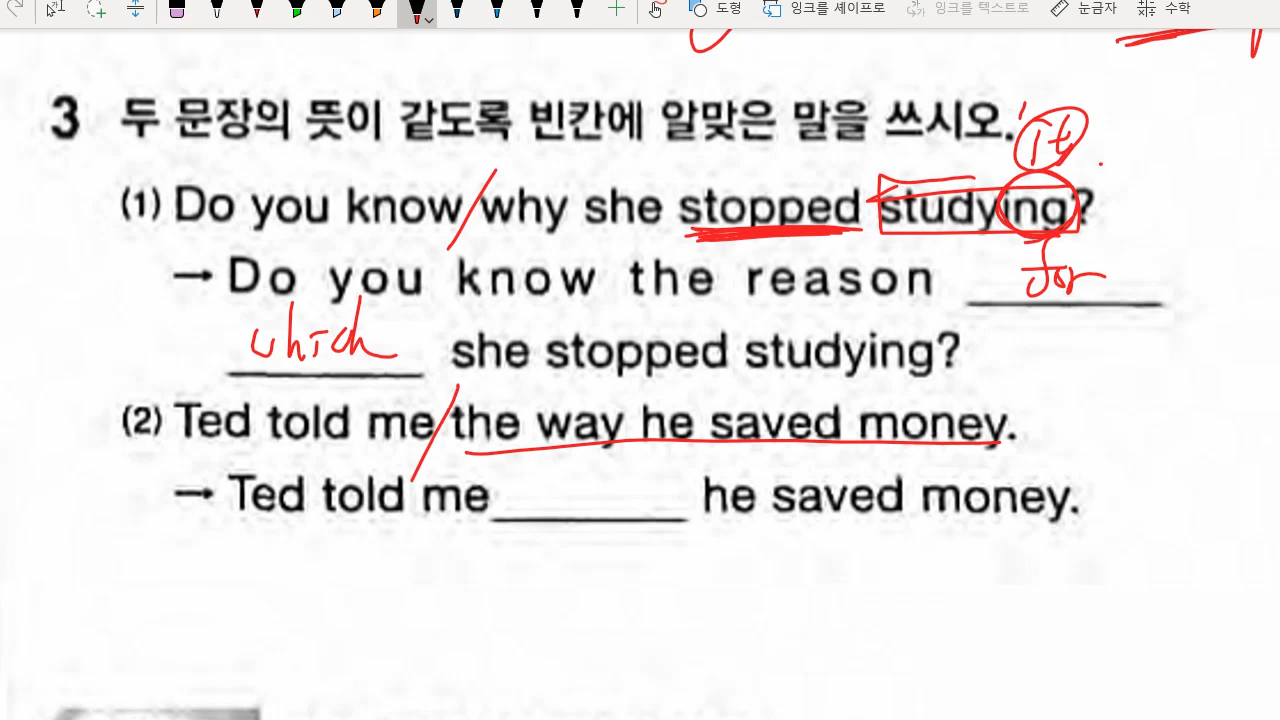 도형 잉크를 셰이프로 잉크를 텍스트로 눈금자 수학
3 두 문장의 뜻이 같도록 빈칸에 알맞은 말을 쓰시오.
it
(1) Do you know why she stopped studying?
→ Do you know the reason for
which she stopped studying?
(2) Ted told me the way he saved money.
→ Ted told me he saved money.